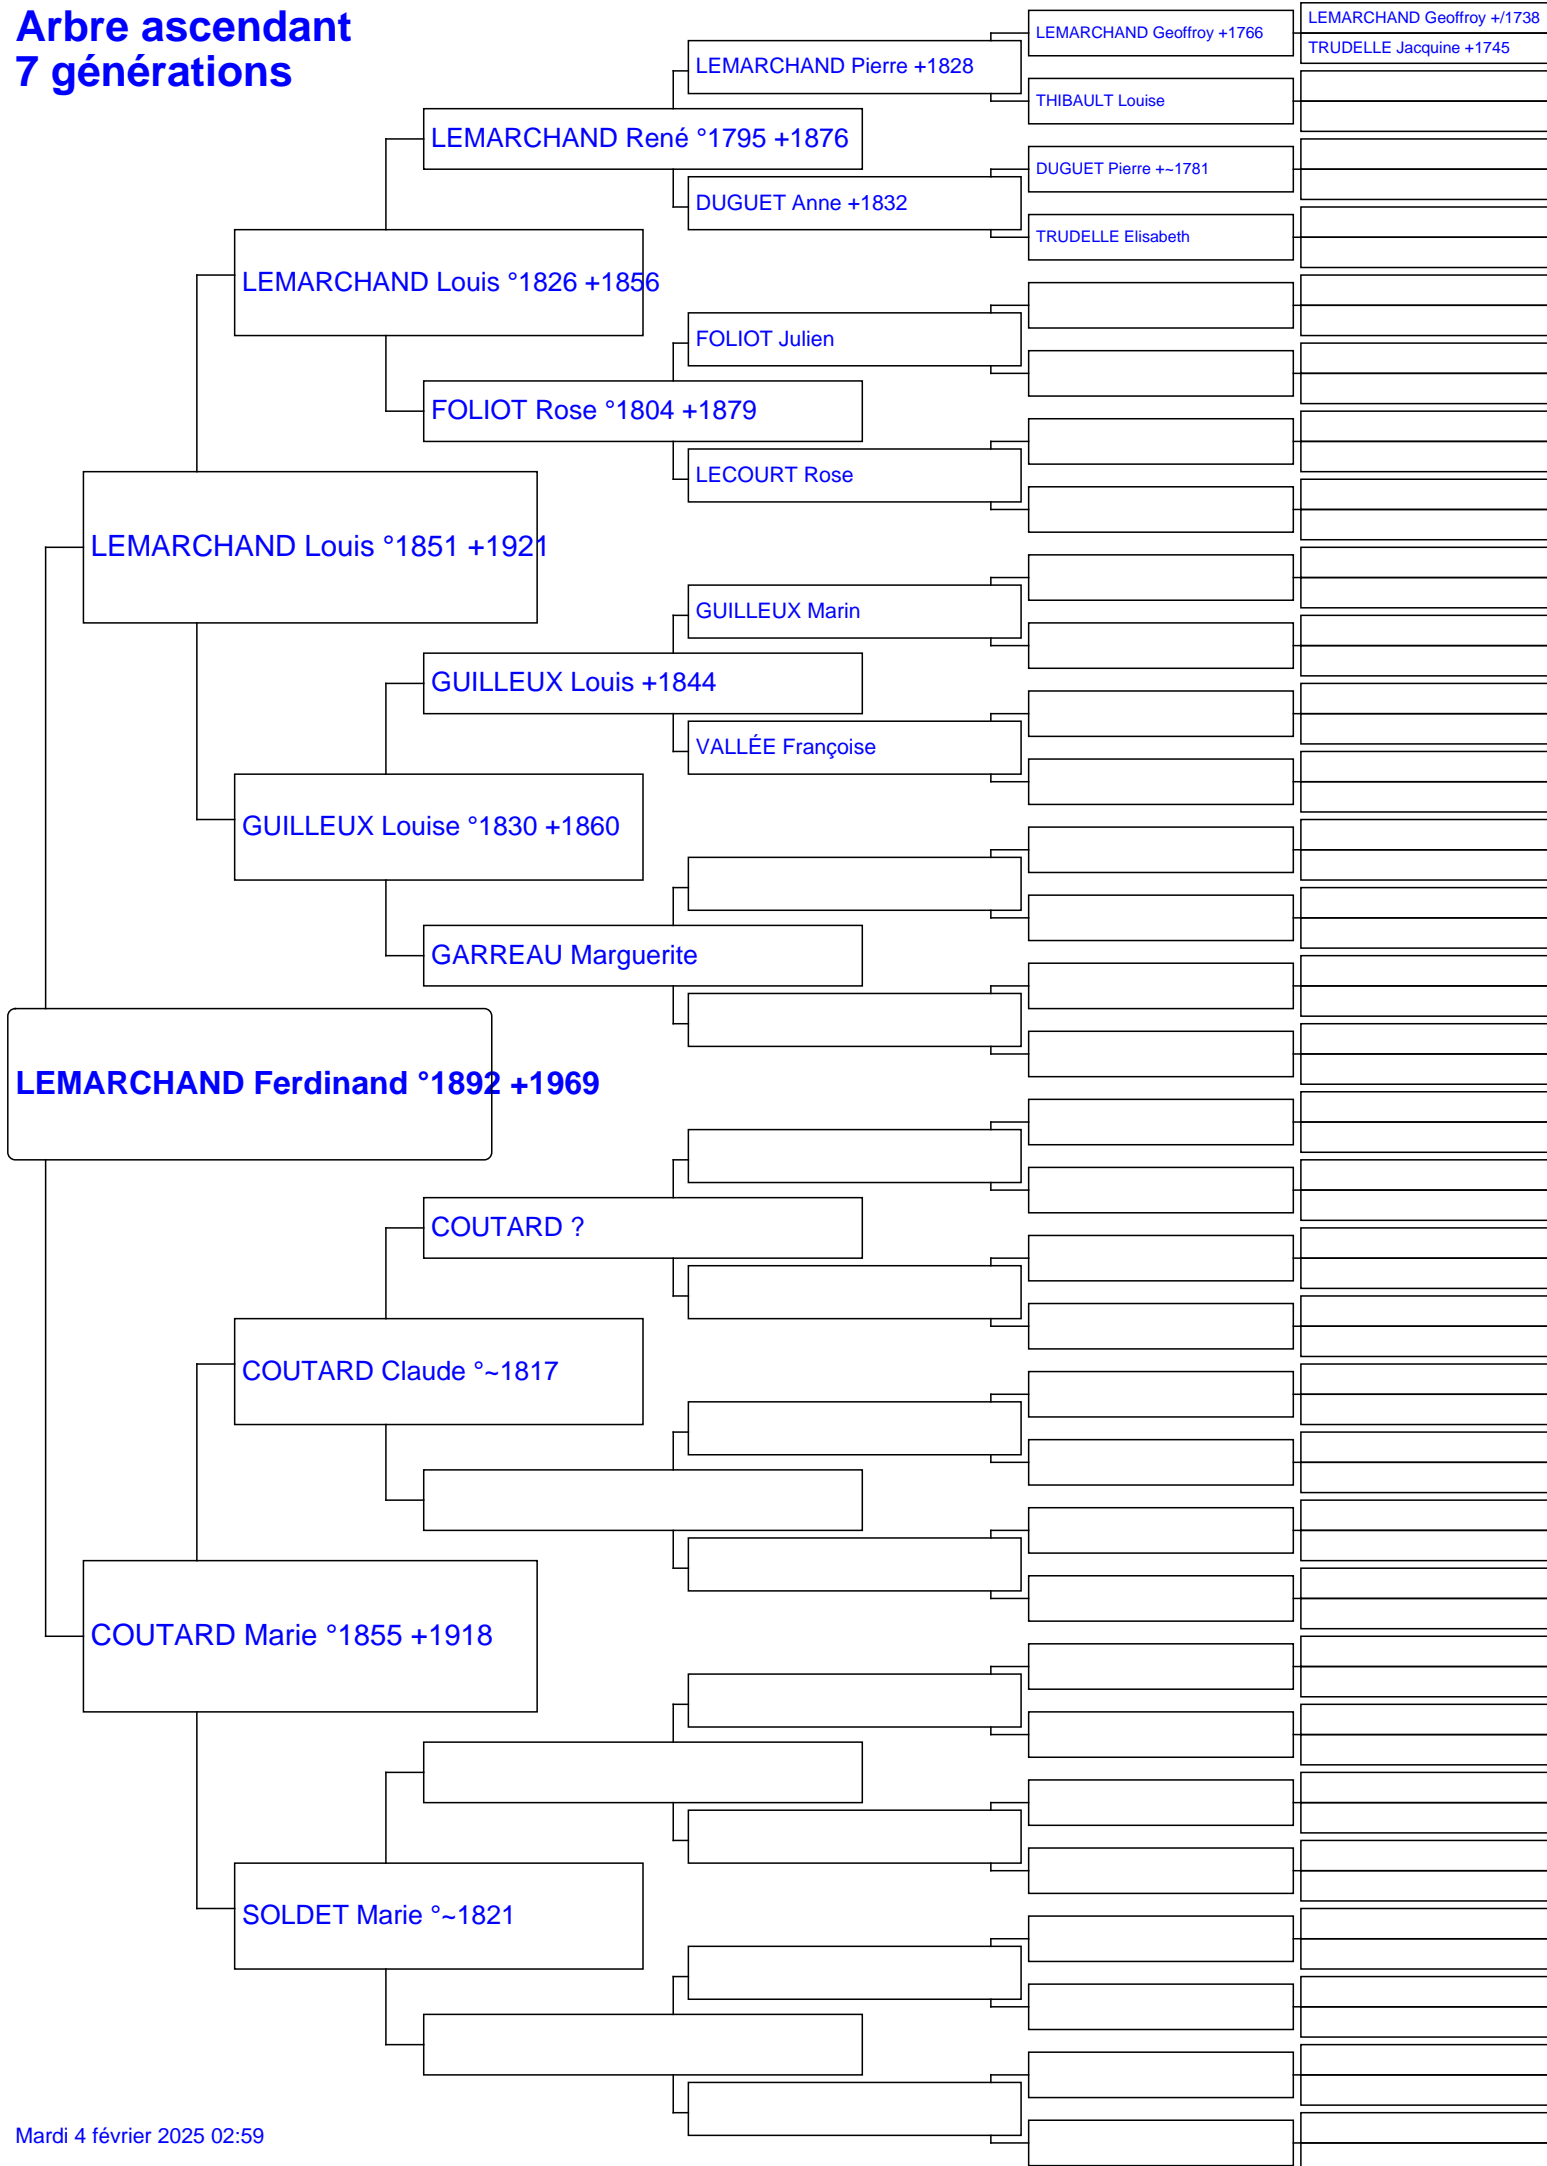 Arbre ascendant
7 générations
LEMARCHAND Geoffroy +/1738
LEMARCHAND Geoffroy +1766
TRUDELLE Jacquine +1745
LEMARCHAND Pierre +1828
THIBAULT Louise
LEMARCHAND René °1795 +1876
DUGUET Pierre +~1781
DUGUET Anne +1832
TRUDELLE Elisabeth
LEMARCHAND Louis °1826 +1856
FOLIOT Julien
FOLIOT Rose °1804 +1879
LECOURT Rose
LEMARCHAND Louis °1851 +1921
GUILLEUX Marin
GUILLEUX Louis +1844
VALLÉE Françoise
GUILLEUX Louise °1830 +1860
GARREAU Marguerite
LEMARCHAND Ferdinand °1892 +1969
COUTARD ?
COUTARD Claude °~1817
COUTARD Marie °1855 +1918
SOLDET Marie °~1821
Mardi 4 février 2025 02:59